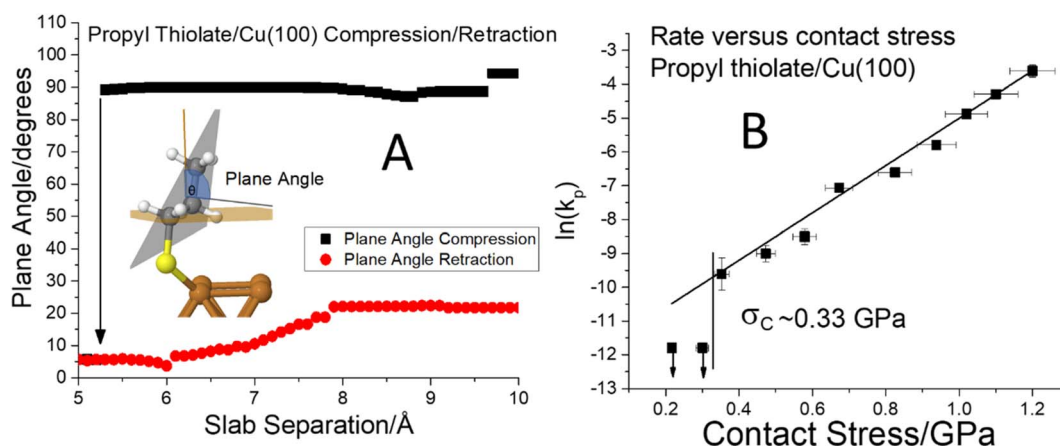 Propyl Thiolate/Cu(100) Compression/Retraction
A
Plane Angle
θ
Plane Angle Compression
Plane Angle Retraction
Plane Angle/degrees
110
100
90
80
70
60
50
40
30
20
10
0
5
6
7
8
9
10
Slab Separation/Å
Rate versus contact stress
Propyl thiolate/Cu(100)
B
σC ~0.33 GPa
ln(kp)
-3
-4
-5
-6
-7
-8
-9
-10
-11
-12
-13
0.2
0.4
0.6
0.8
1.0
1.2
Contact Stress/GPa